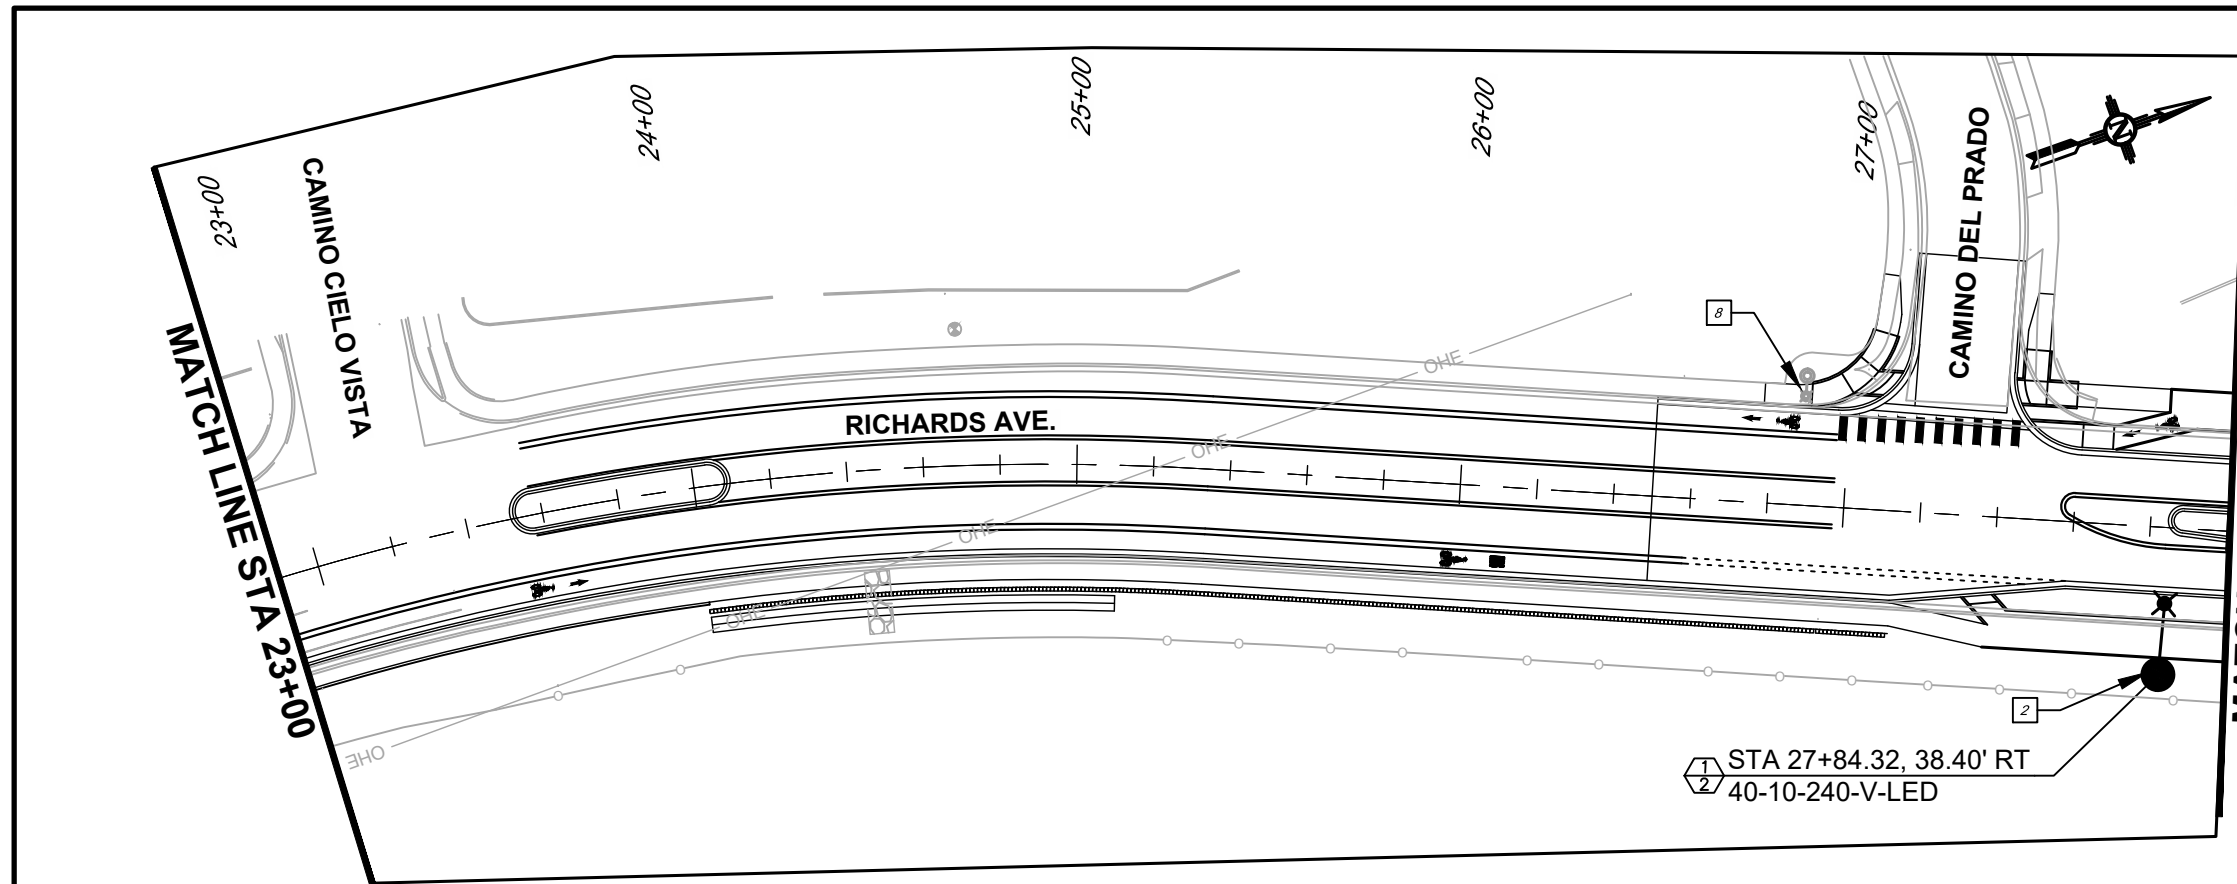 23+00
24+00
25+00
26+00
27+00
CAMINO CIELO VISTA
CAMINO DEL PRADO
N
MATCH LINE STA 23+00
RICHARDS AVE.
OHE
OHE
OHE
OHE
OHE
8
2
1
2
STA 27+84.32, 38.40' RT
40-10-240-V-LED